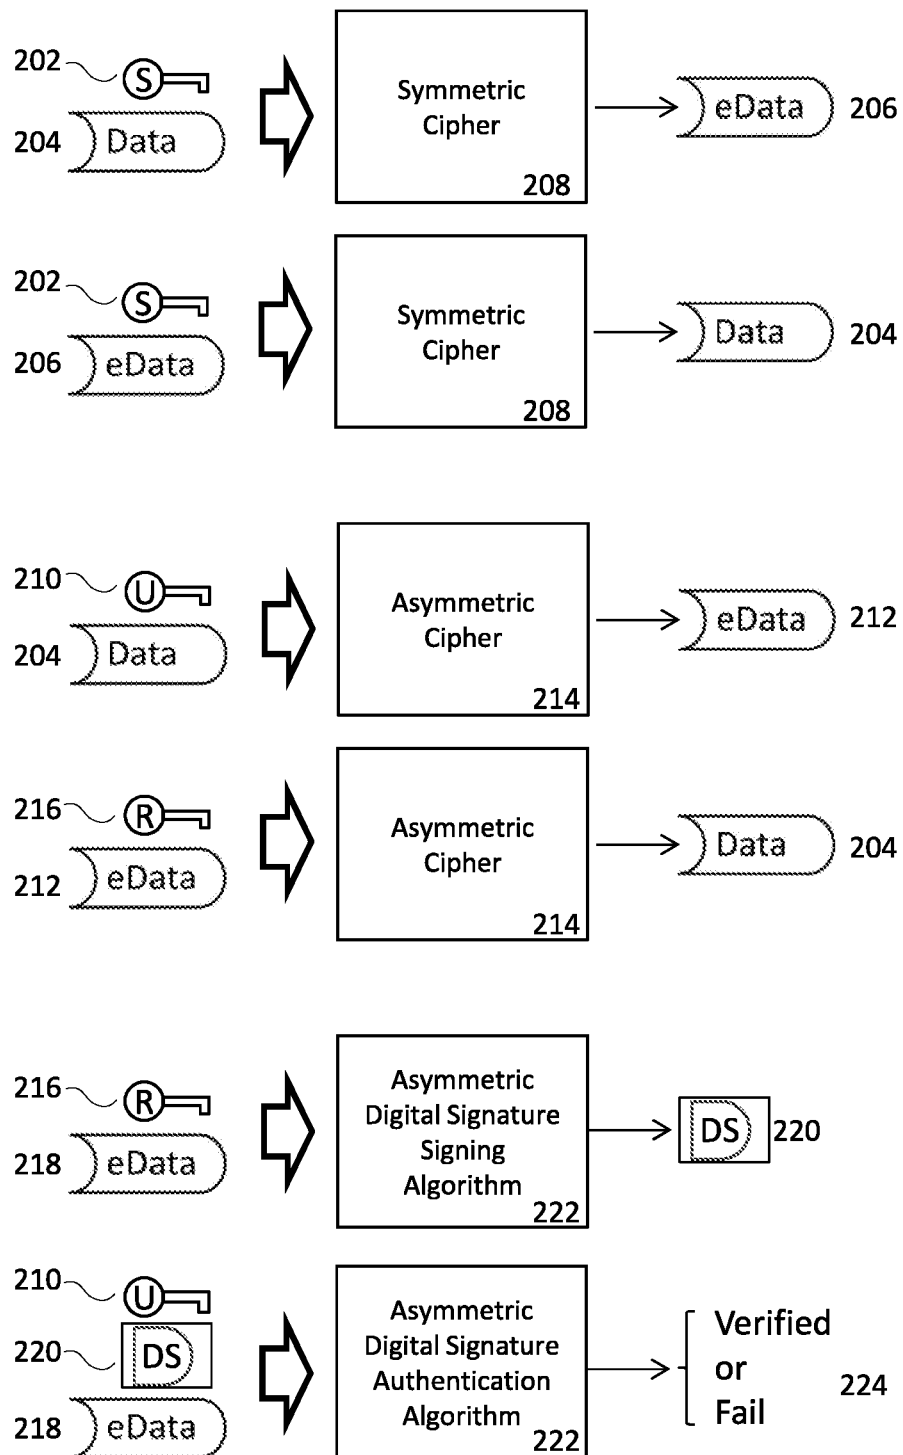 202
S
204
Data
Symmetric
Cipher
208
eData
206
202
S
206
eData
Symmetric
Cipher
208
Data
204
210
U
204
Data
Asymmetric
Cipher
214
eData
212
216
R
212
eData
Asymmetric
Cipher
214
Data
204
216
R
218
eData
Asymmetric
Digital Signature
Signing
Algorithm
222
DS
220
210
U
220
DS
218
eData
Asymmetric
Digital Signature
Authentication
Algorithm
222
Verified
or
Fail
224